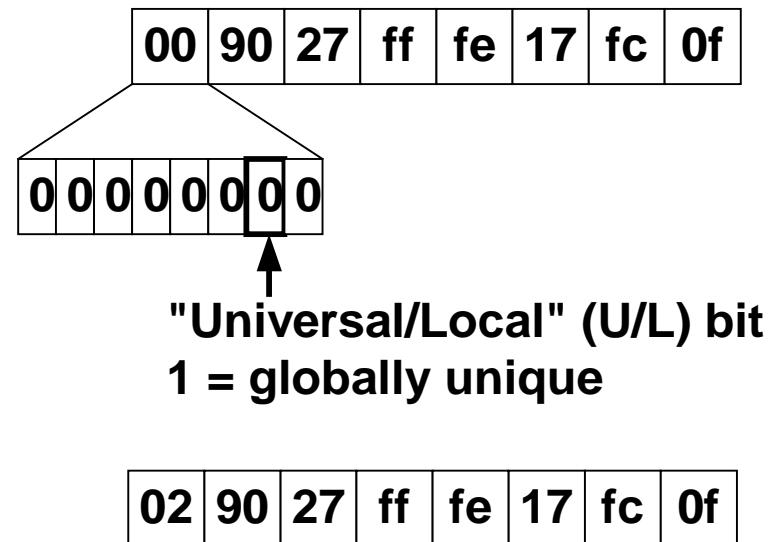 00 90 27 ff fe 17 fc 0f
0 0 0 0 0 0 0 0
"Universal/Local" (U/L) bit
1 = globally unique
02 90 27 ff fe 17 fc 0f